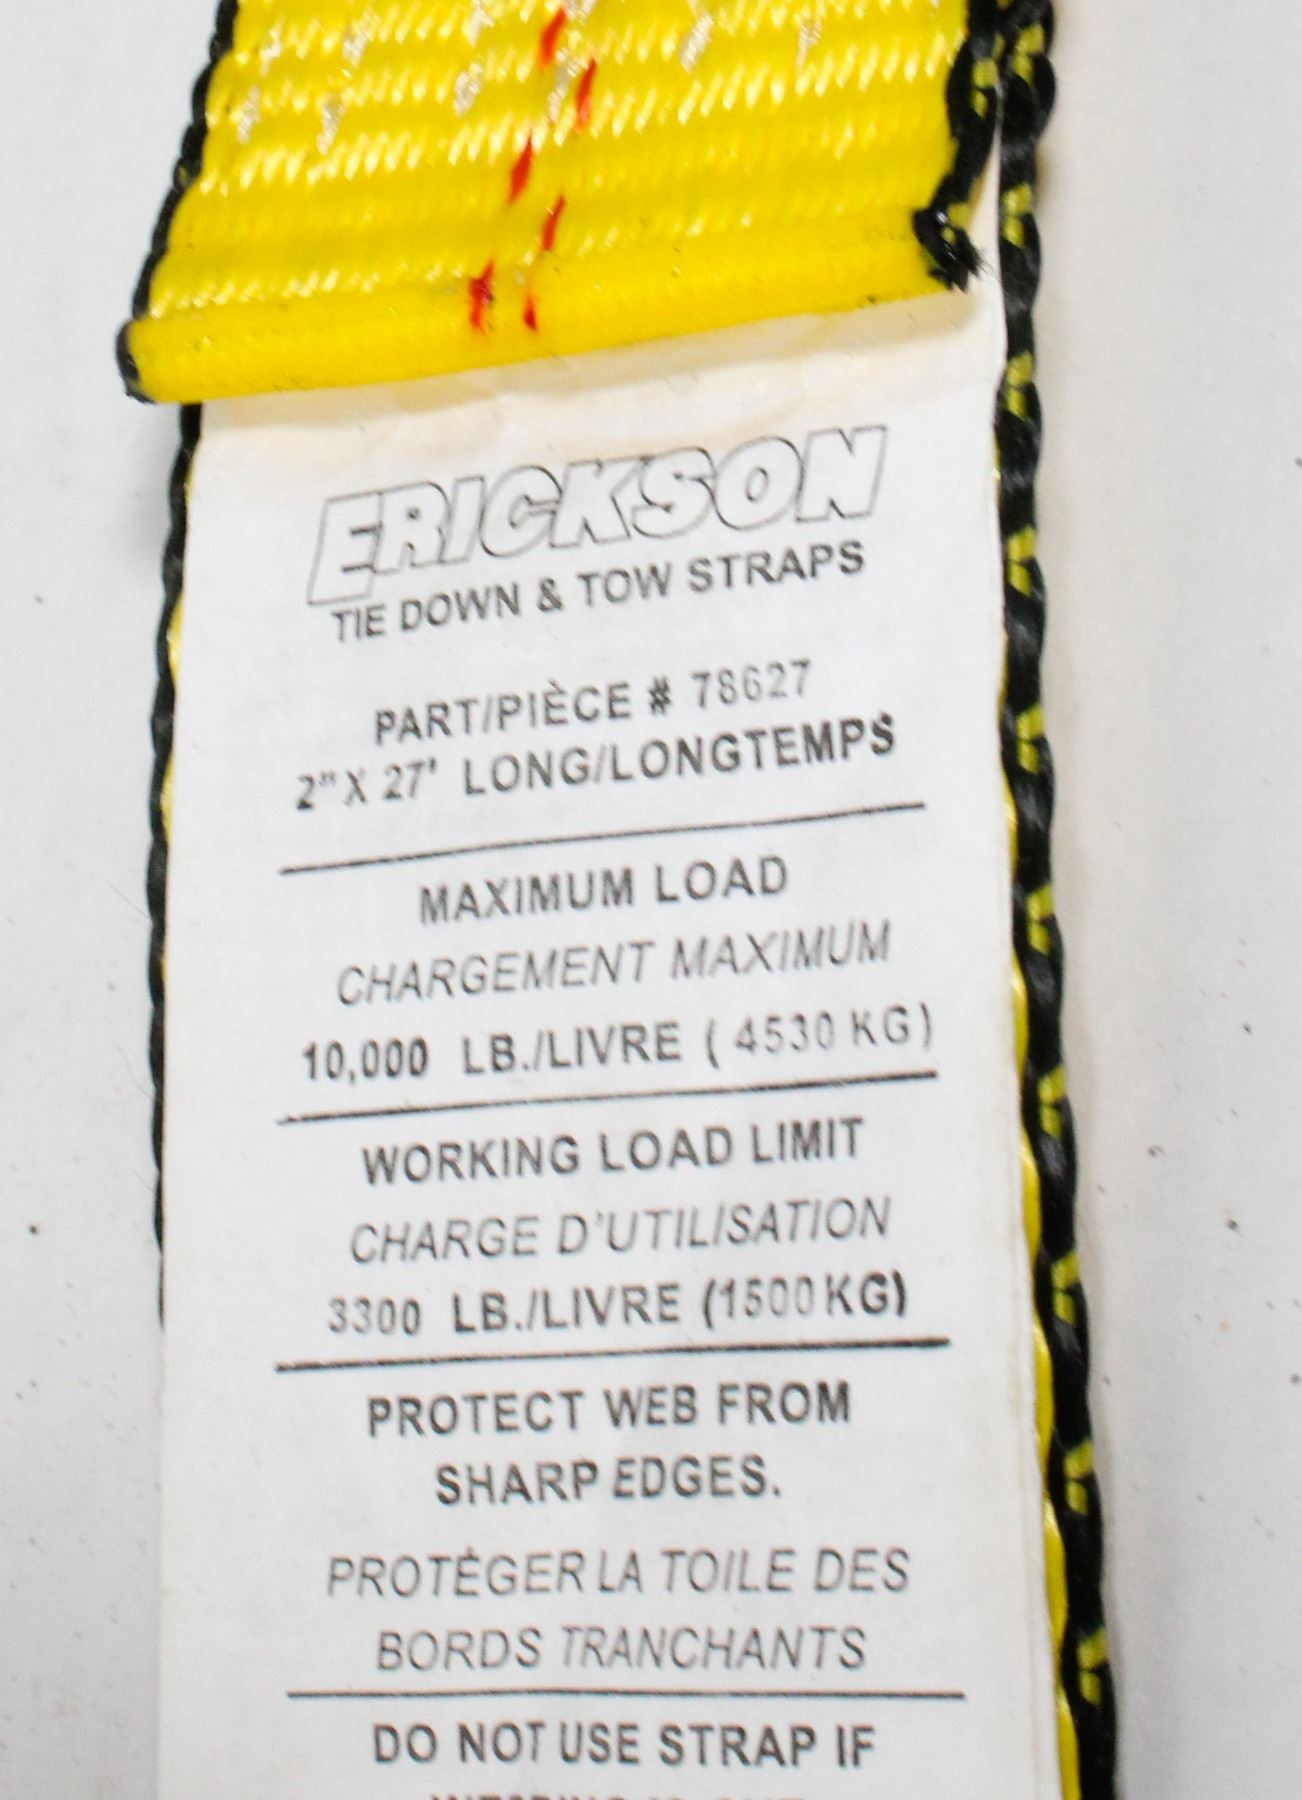 ERICKSON
TIE DOWN & TOW STRAPS
PART/PIÈCE # 78627
2" X 27' LONG/LONGTEMPS
MAXIMUM LOAD
CHARGEMENT MAXIMUM
10,000 LB./LIVRE ( 4530 KG )
WORKING LOAD LIMIT
CHARGE D'UTILISATION
3300 LB./LIVRE (1500 KG)
PROTECT WEB FROM
SHARP EDGES.
PROTÉGER LA TOILE DES
BORDS TRANCHANTS
DO NOT USE STRAP IF